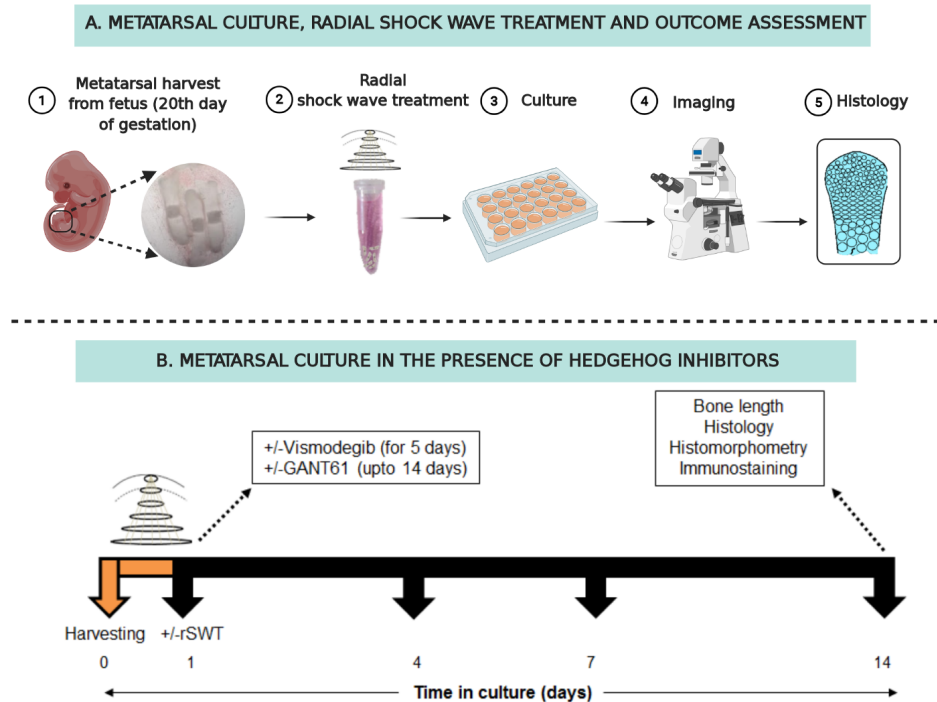 A. METATARSAL CULTURE, RADIAL SHOCK WAVE TREATMENT AND OUTCOME ASSESSMENT
1
Metatarsal harvest
from fetus (20th day
of gestation)
2
Radial
shock wave treatment
3
Culture
4
Imaging
5
Histology
B. METATARSAL CULTURE IN THE PRESENCE OF HEDGEHOG INHIBITORS
+/-Vismodegib (for 5 days)
+/-GANT61 (upto 14 days)
Bone length
Histology
Histomorphometry
Immunostaining
Harvesting
+/-rSWT
0
1
4
7
14
Time in culture (days)